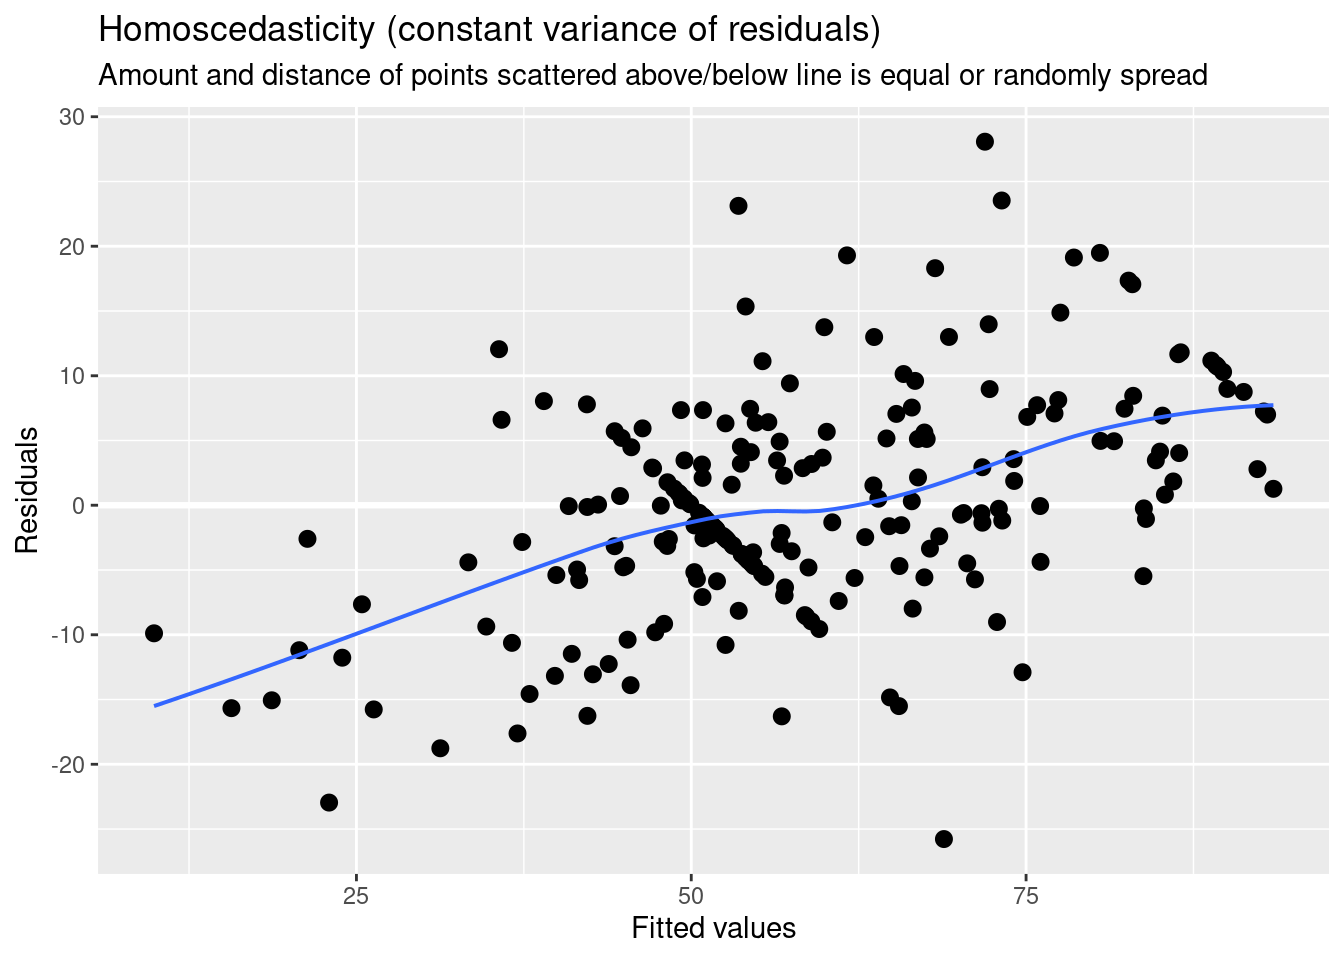 Homoscedasticity (constant variance of residuals)
Amount and distance of points scattered above/below line is equal or randomly spread
30
20
10
0
-10
-20
Residuals
25 50 75
Fitted values